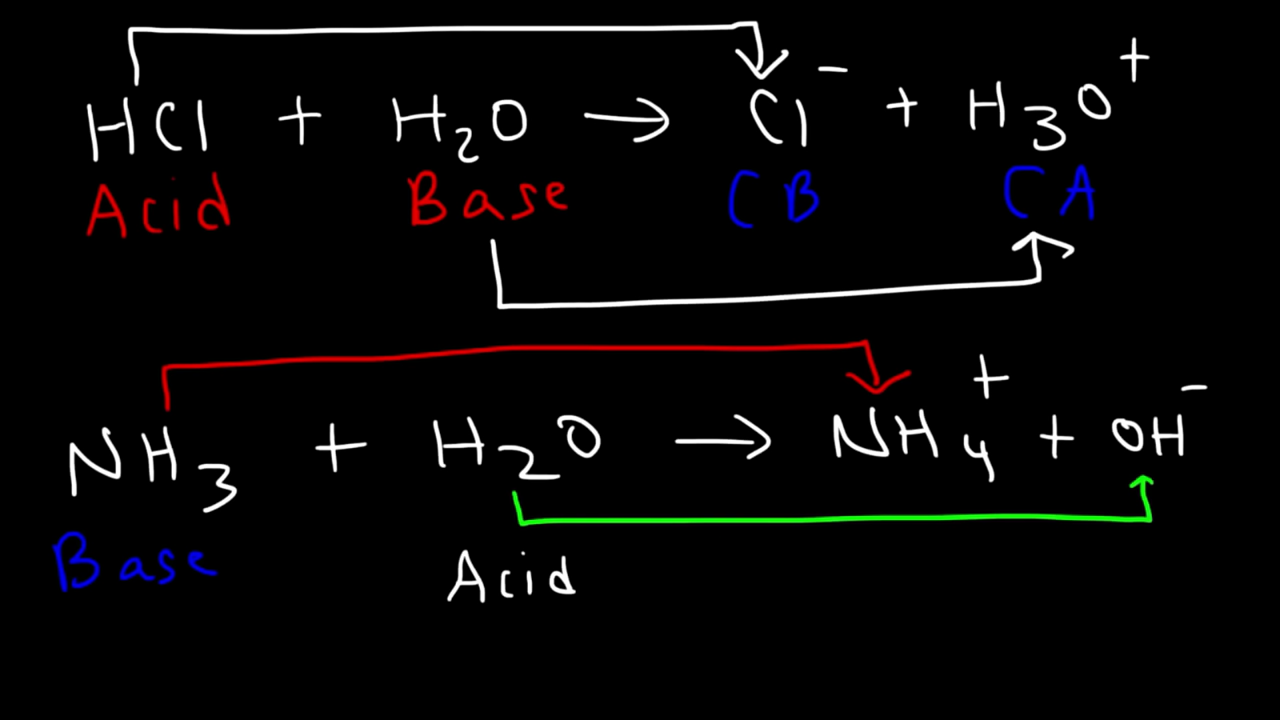 HCl + H₂O → Cl⁻ + H₃O⁺
Acid Base CB CA
NH₃ + H₂O → NH₄⁺ + OH⁻
Base Acid